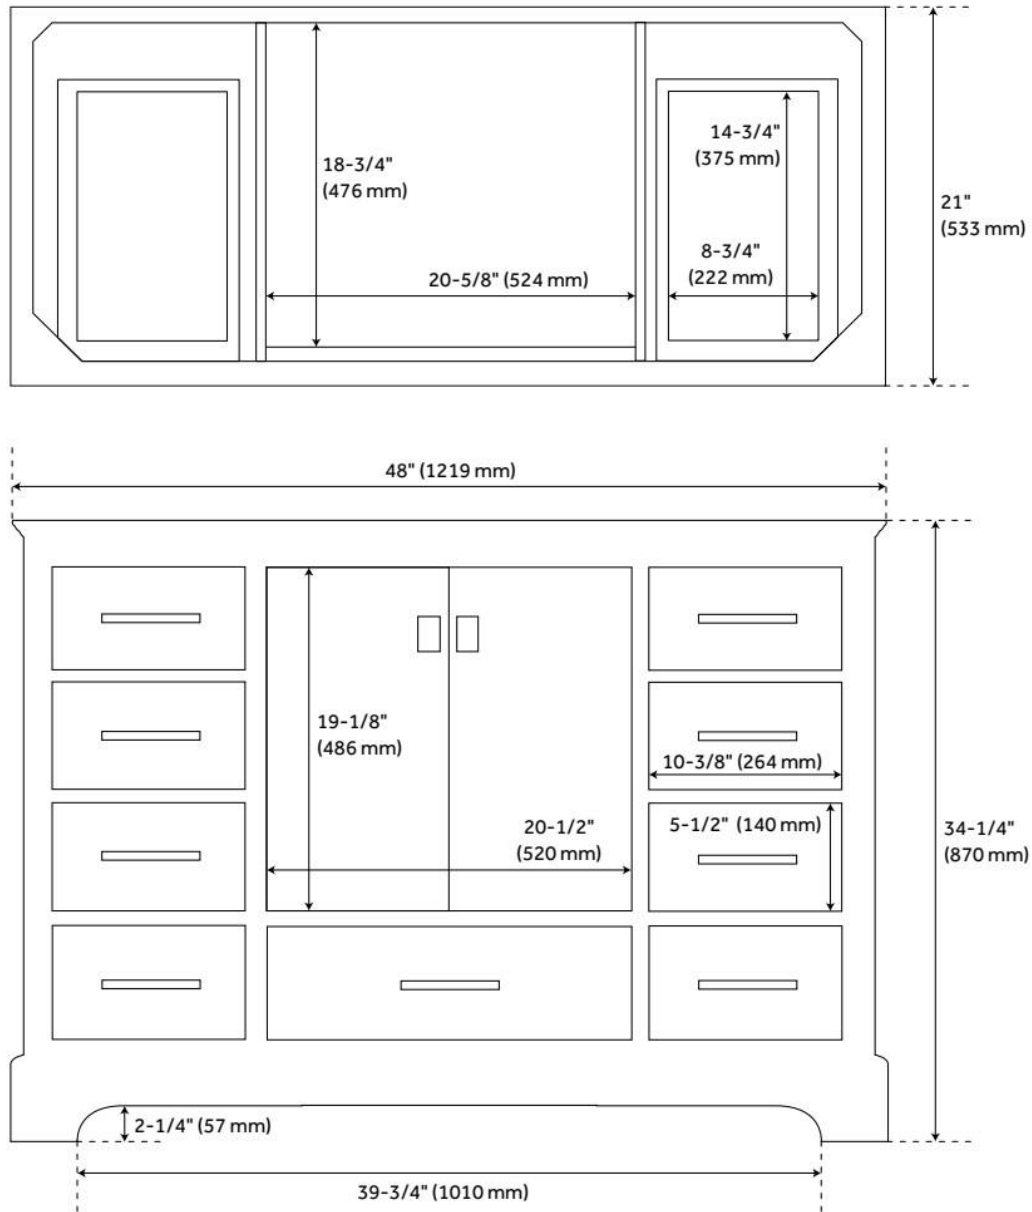 18-3/4"
(476 mm)
14-3/4"
(375 mm)
21"
(533 mm)
8-3/4"
(222 mm)
20-5/8" (524 mm)
48" (1219 mm)
19-1/8"
(486 mm)
10-3/8" (264 mm)
5-1/2" (140 mm)
20-1/2"
(520 mm)
34-1/4"
(870 mm)
2-1/4" (57 mm)
39-3/4" (1010 mm)